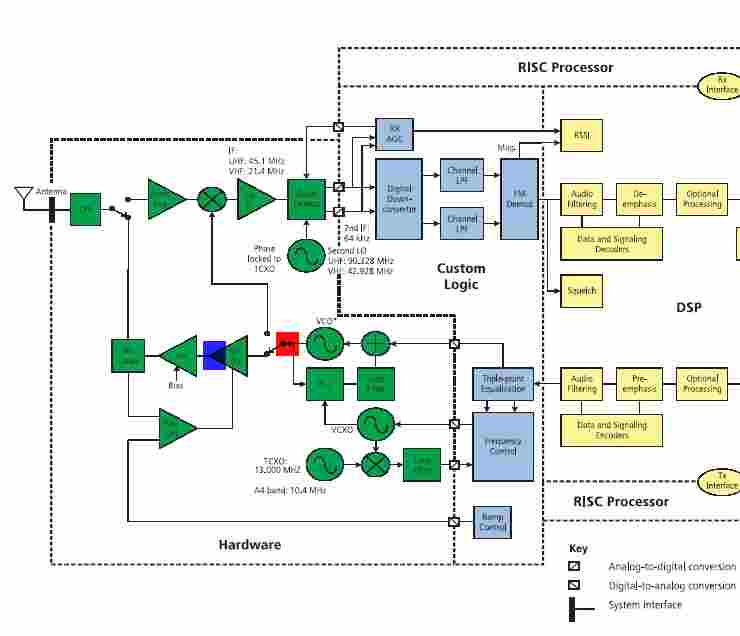 RISC Processor
Rx
Interface
RX
AGC
RSSI
Mag.
IF:
UHF: 45.1 MHz
VHF: 21.4 MHz
Antenna
Digital
Down-
converter
Channel
LPF
Channel
LPF
FM
Demod
Audio
Filtering
De-
emphasis
Optional
Processing
2nd IF:
64 kHz
Data and Signaling
Decoders
Phase
locked to
TCXO
Second LO
UHF: 90.328 MHz
VHF: 42.928 MHz
Custom
Logic
Squelch
DSP
VCO*
Bias
Triple-point
Equalization
Audio
Filtering
Pre-
emphasis
Optional
Processing
VCXO
Frequency
Control
Data and Signaling
Encoders
TCXO:
13.000 MHZ
A4 band: 10.4 MHz
Tx
Interface
RISC Processor
Ramp
Control
Hardware
Key
Analog-to-digital conversion
Digital-to-analog conversion
System interface